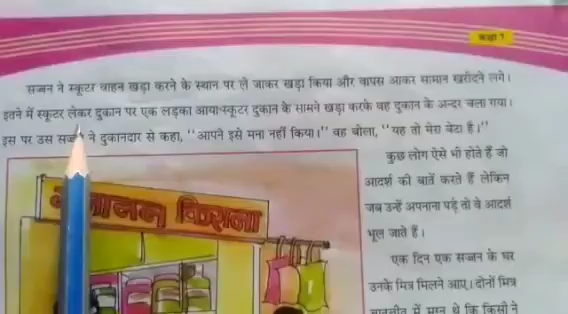 कक्षा 7
सज्जन ने स्कूटर वाहन खड़ा करने के स्थान पर ले जाकर खड़ा किया और वापस आकर सामान खरीदने लगे।
इतने में स्कूटर लेकर दुकान पर एक लड़का आया।स्कूटर दुकान के सामने खड़ा करके वह दुकान के अन्दर चला गया।
इस पर उस ने दुकानदार से कहा, “आपने इसे मना नहीं किया।” वह बोला, “यह तो मेरा बेटा है।”
कुछ लोग ऐसे भी होते हैं जो
आदर्श की बातें करते हैं लेकिन
जब उन्हें अपनाना पड़े तो वे आदर्श
भूल जाते हैं।
किराना
एक दिन एक सज्जन के घर
उनके मित्र मिलने आए। दोनों मित्र
बातचीत में मग्न थे कि किसी ने